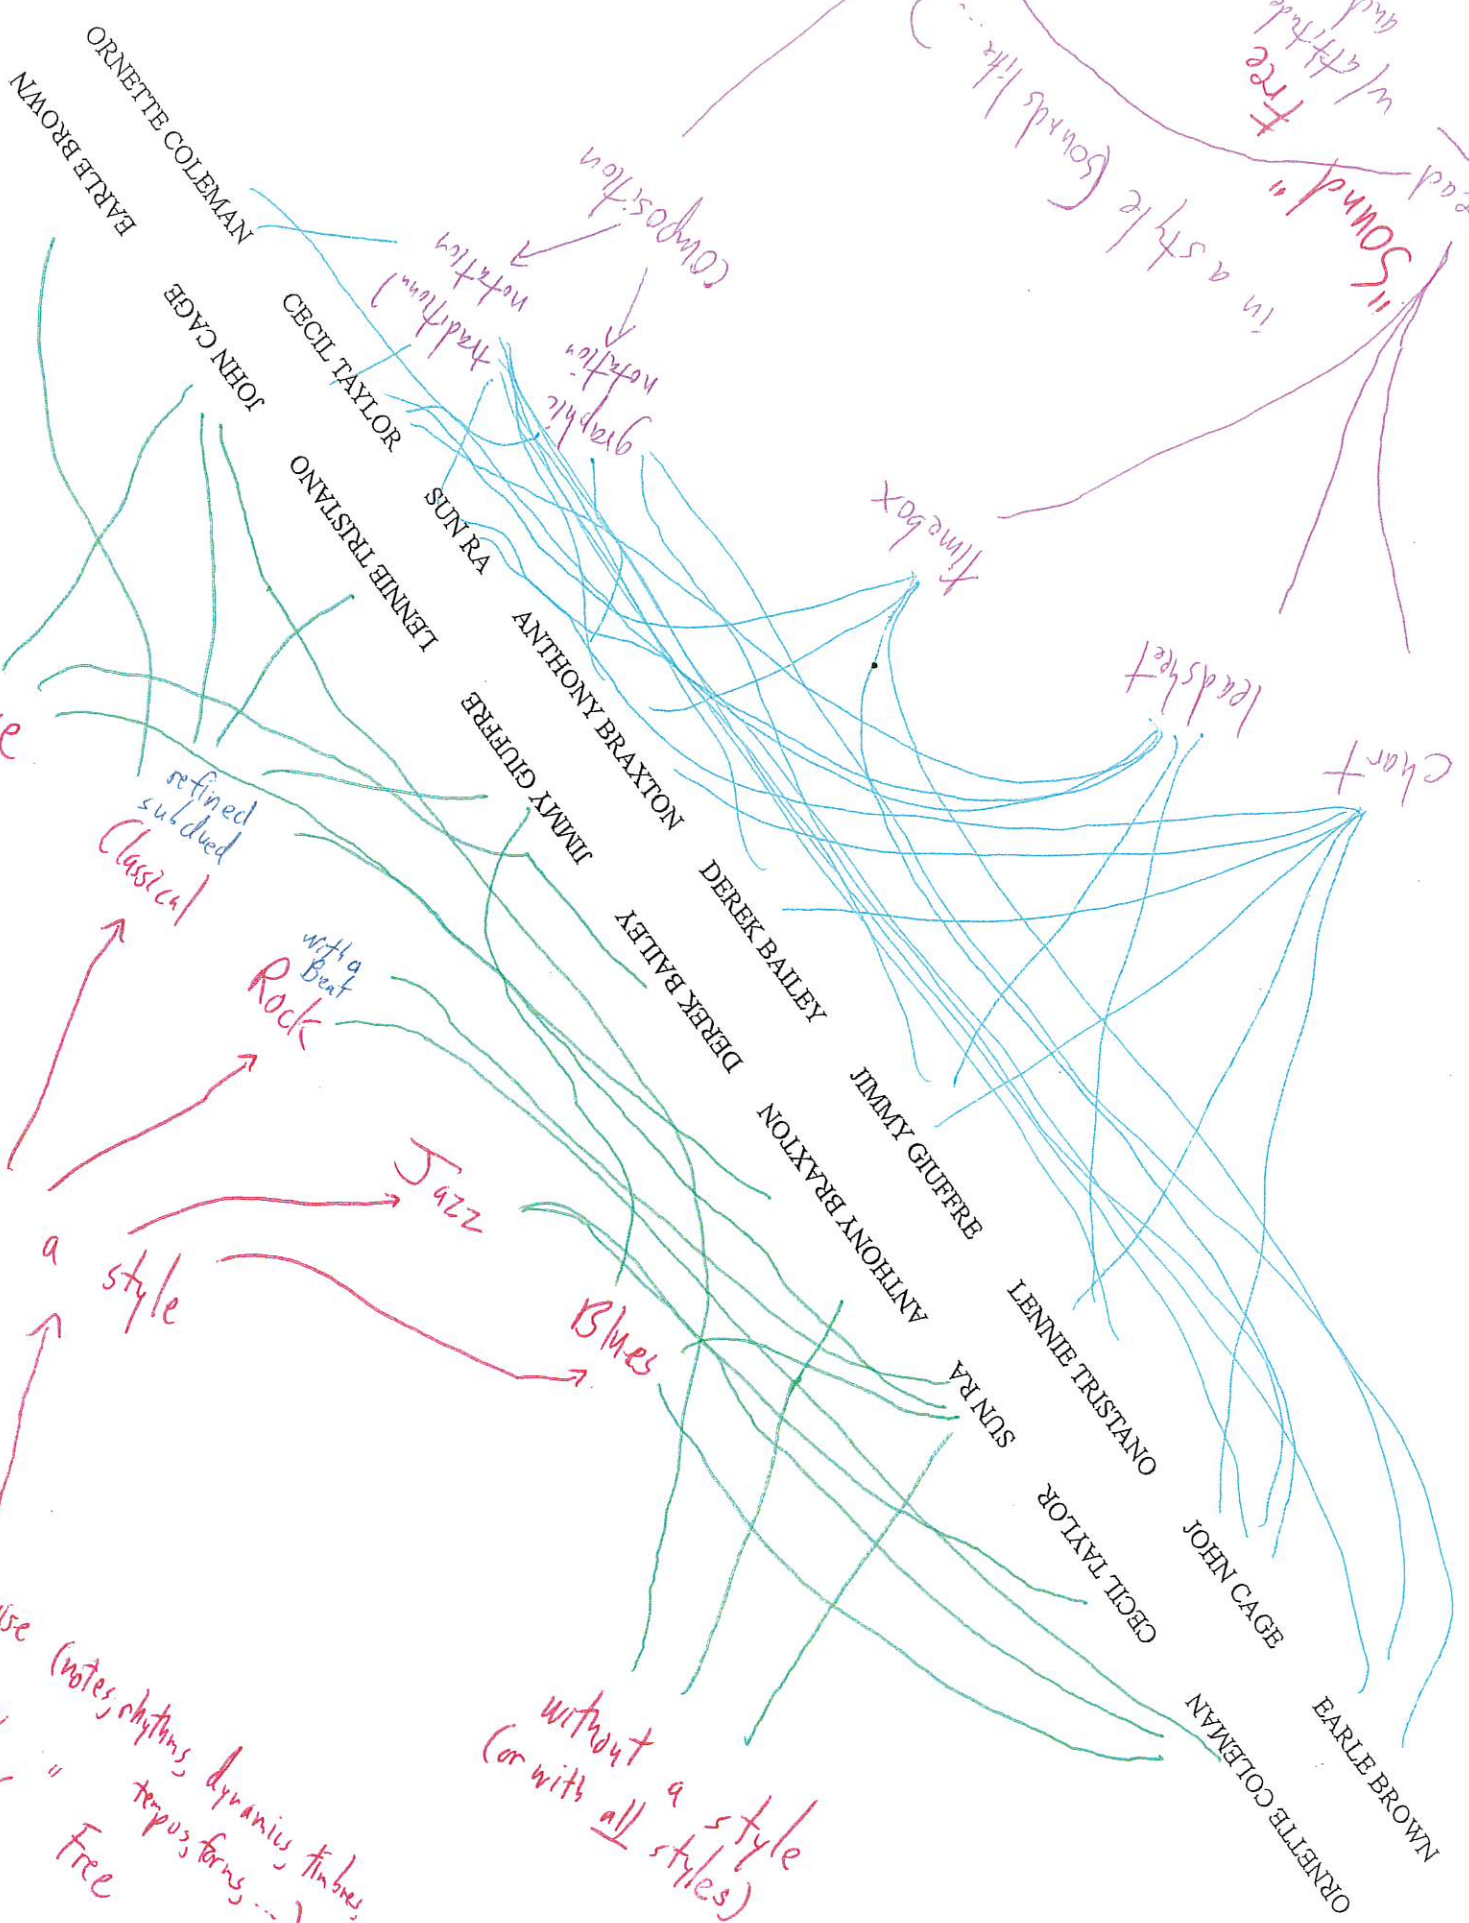 and
w/attitude
free
"Sound"
in a style (sounds like ...)
composition
traditional
notation
graphic
notation
timebox
leadsheet
chart
ORNETTE COLEMAN
CECIL TAYLOR
SUN RA
ANTHONY BRAXTON
DEREK BAILEY
JIMMY GIUFFRE
LENNIE TRISTANO
JOHN CAGE
EARLE BROWN
EARLE BROWN
JOHN CAGE
LENNIE TRISTANO
JIMMY GIUFFRE
DEREK BAILEY
ANTHONY BRAXTON
SUN RA
CECIL TAYLOR
ORNETTE COLEMAN
refined
subdued
Classical
with a
Beat
Rock
Jazz
Blues
a style
without a style
(or with all styles)
(notes, rhythms, dynamics, timbres,
" tempos, forms, ...)
Free